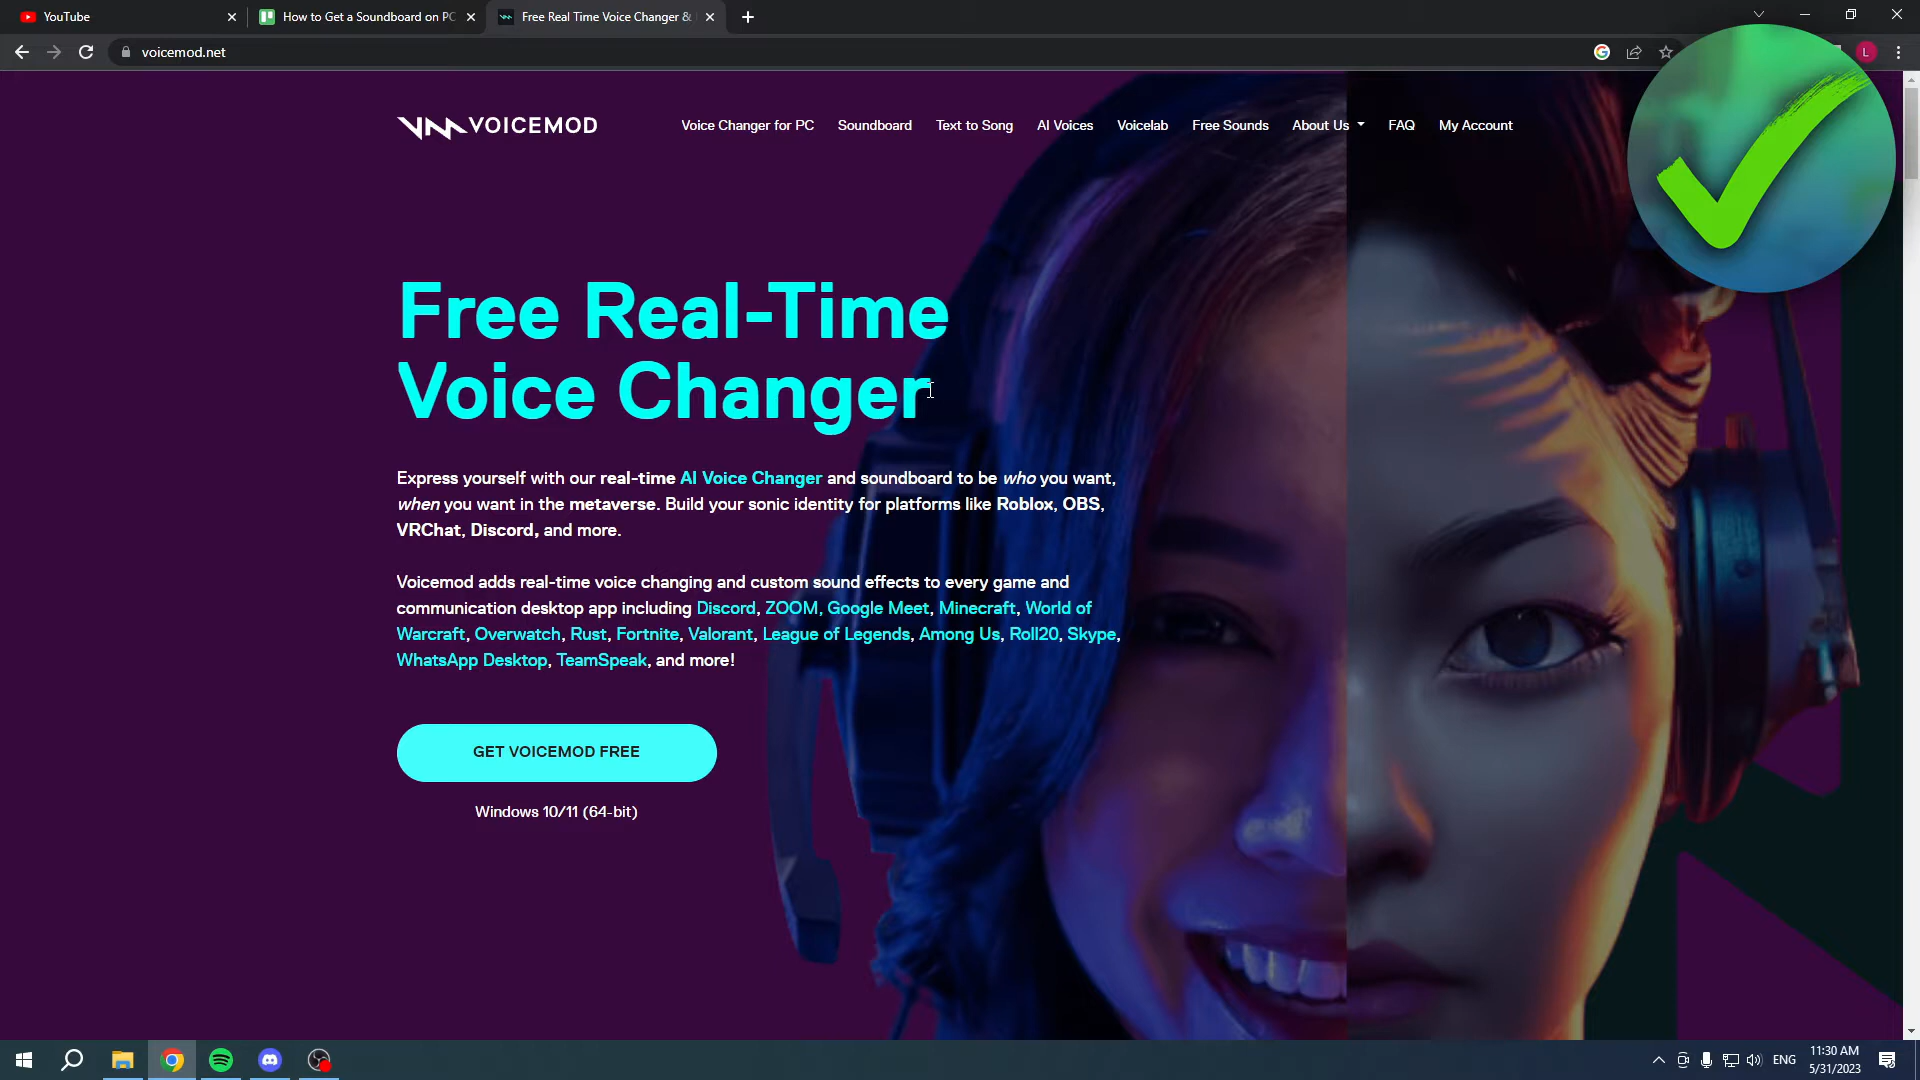 YouTube
How to Get a Soundboard on PC
Free Real Time Voice Changer &
voicemod.net
L
VOICEMOD
Voice Changer for PC
Soundboard
Text to Song
AI Voices
Voicelab
Free Sounds
About Us
FAQ
My Account
Free Real-Time
Voice Changer
Express yourself with our real-time AI Voice Changer and soundboard to be who you want,
when you want in the metaverse. Build your sonic identity for platforms like Roblox, OBS,
VRChat, Discord, and more.
Voicemod adds real-time voice changing and custom sound effects to every game and
communication desktop app including Discord, ZOOM, Google Meet, Minecraft, World of
Warcraft, Overwatch, Rust, Fortnite, Valorant, League of Legends, Among Us, Roll20, Skype,
WhatsApp Desktop, TeamSpeak, and more!
GET VOICEMOD FREE
Windows 10/11 (64-bit)
ENG
11:30 AM
5/31/2023